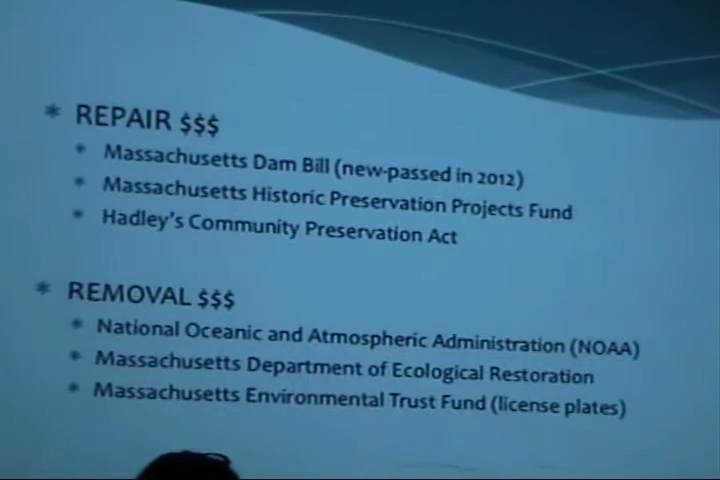 * REPAIR $$$
* Massachusetts Dam Bill (new-passed in 2012)
* Massachusetts Historic Preservation Projects Fund
* Hadley's Community Preservation Act
* REMOVAL $$$
* National Oceanic and Atmospheric Administration (NOAA)
* Massachusetts Department of Ecological Restoration
* Massachusetts Environmental Trust Fund (license plates)